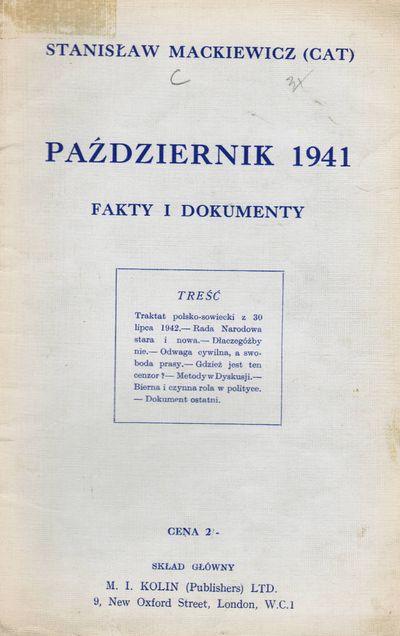 STANISŁAW MACKIEWICZ (CAT)
C
PAŹDZIERNIK 1941
FAKTY I DOKUMENTY
TREŚĆ
Traktat polsko-sowiecki z 30
lipca 1942.— Rada Narodowa
stara i nowa.— Dlaczegóżby
nie.— Odwaga cywilna, a swo-
boda prasy.— Gdzież jest ten
cenzor ?— Metody w Dyskusji.—
Bierna i czynna rola w polityce.
— Dokument ostatni.
CENA 2/-
SKŁAD GŁÓWNY
M. I. KOLIN (Publishers) LTD.
9, New Oxford Street, London, W.C.1